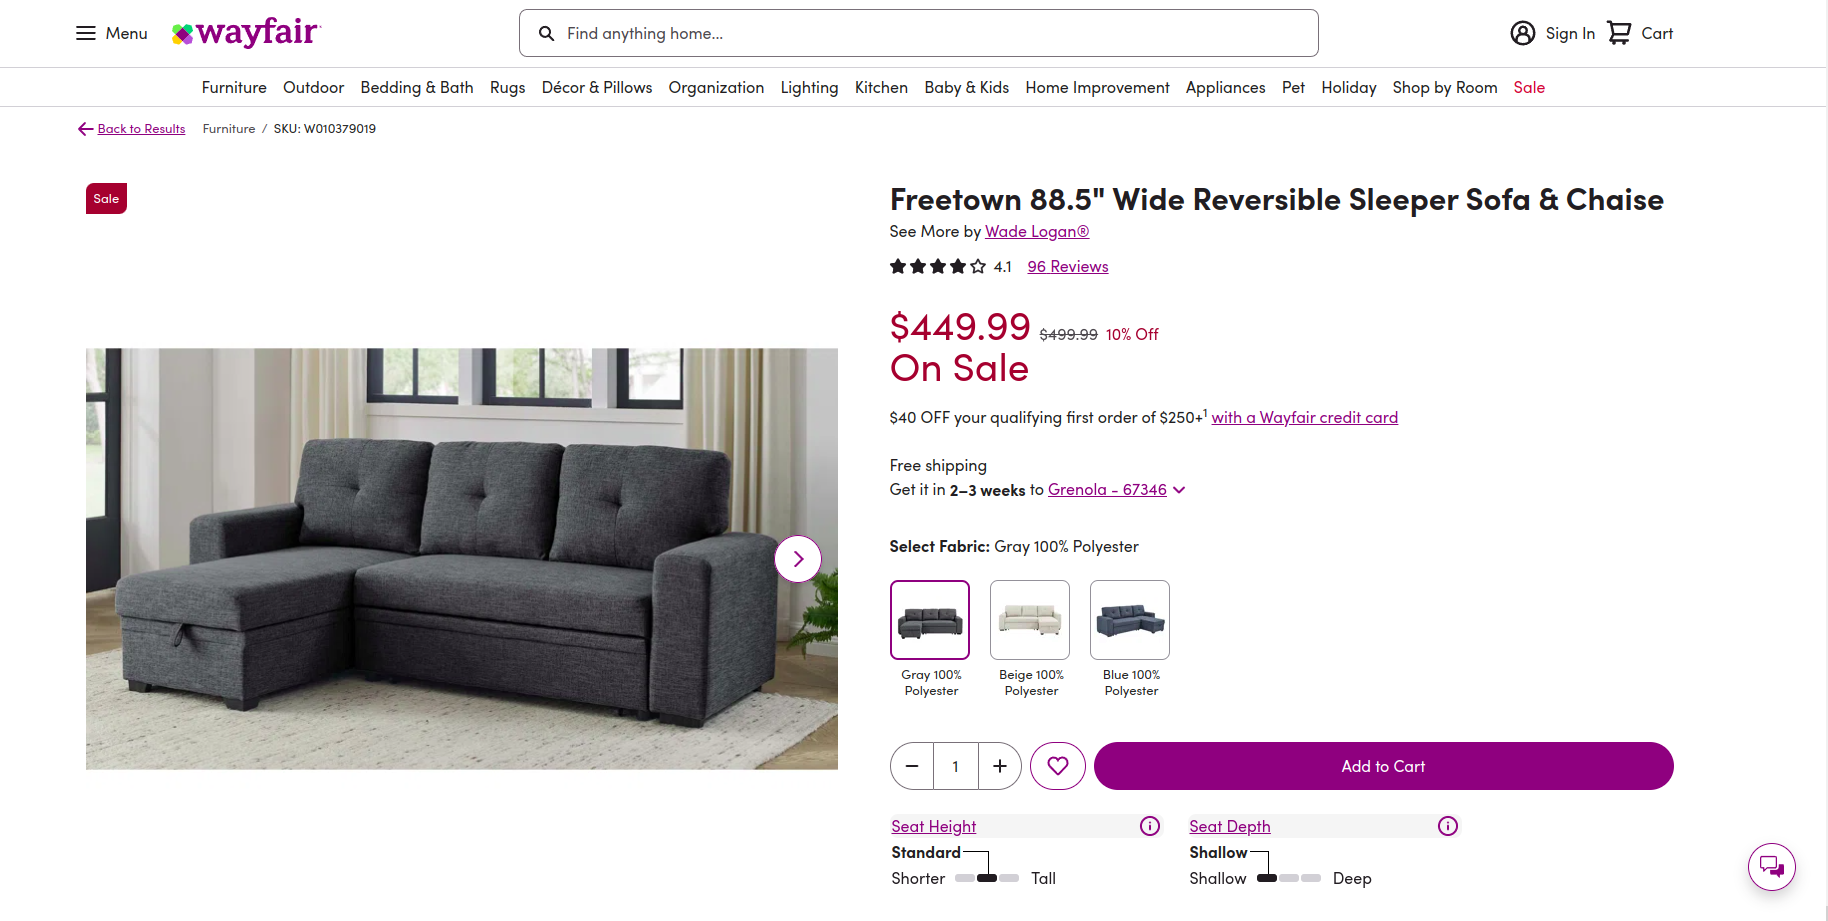 Menu
wayfair
Find anything home...
Sign In
Cart
Furniture
Outdoor
Bedding & Bath
Rugs
Décor & Pillows
Organization
Lighting
Kitchen
Baby & Kids
Home Improvement
Appliances
Pet
Holiday
Shop by Room
Sale
Back to Results
Furniture / SKU: W010379019
Sale
Freetown 88.5" Wide Reversible Sleeper Sofa & Chaise
See More by Wade Logan®
4.1 96 Reviews
$449.99 $499.99 10% Off
On Sale
$40 OFF your qualifying first order of $250+¹ with a Wayfair credit card
Free shipping
Get it in 2–3 weeks to Grenola - 67346
Select Fabric: Gray 100% Polyester
Gray 100%
Polyester
Beige 100%
Polyester
Blue 100%
Polyester
1
Add to Cart
Seat Height
Standard
Shorter
Tall
Seat Depth
Shallow
Shallow
Deep